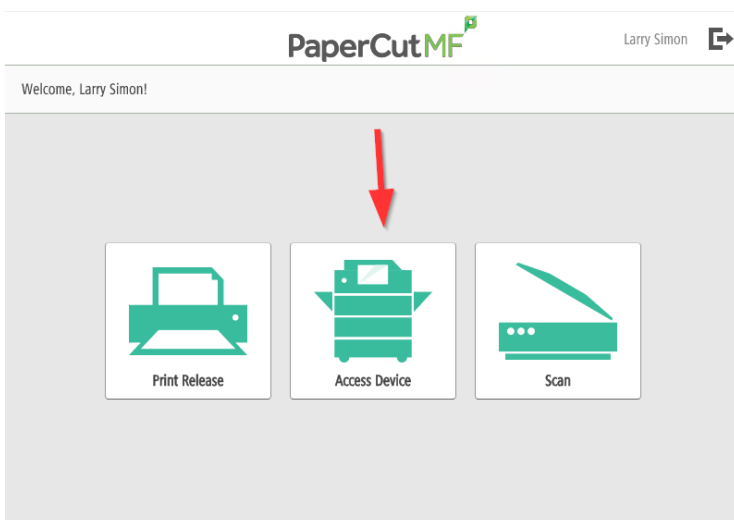 PaperCutMF
Larry Simon
Welcome, Larry Simon!
Print Release
Access Device
Scan